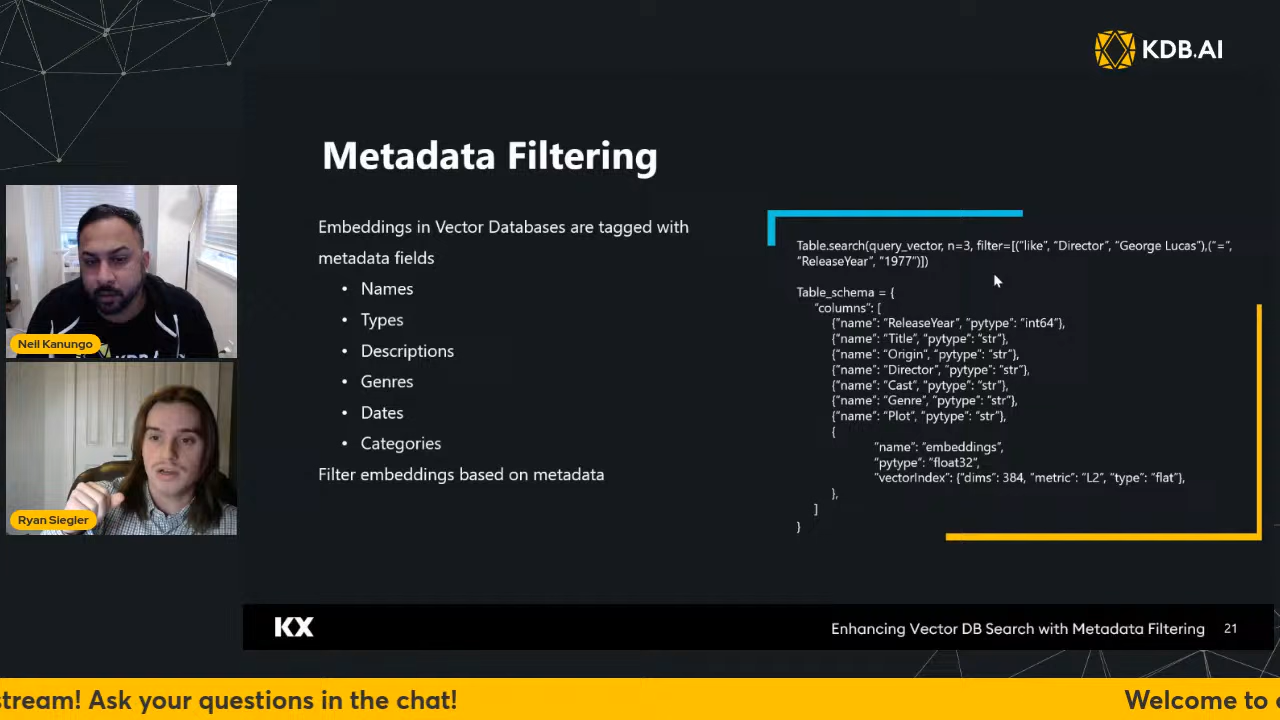 KDB.AI
Metadata Filtering
Embeddings in Vector Databases are tagged with
metadata fields
• Names
• Types
• Descriptions
• Genres
• Dates
• Categories
Filter embeddings based on metadata
Table.search(query_vector, n=3, filter=[("like", "Director", "George Lucas"),("=",
"ReleaseYear", "1977")])
Table_schema = {
"columns": [
{"name": "ReleaseYear", "pytype": "int64"},
{"name": "Title", "pytype": "str"},
{"name": "Origin", "pytype": "str"},
{"name": "Director", "pytype": "str"},
{"name": "Cast", "pytype": "str"},
{"name": "Genre", "pytype": "str"},
{"name": "Plot", "pytype": "str"},
{
"name": "embeddings",
"pytype": "float32",
"vectorIndex": {"dims": 384, "metric": "L2", "type": "flat"},
},
]
}
Neil Kanungo
Ryan Siegler
KX
Enhancing Vector DB Search with Metadata Filtering 21
stream! Ask your questions in the chat!
Welcome to